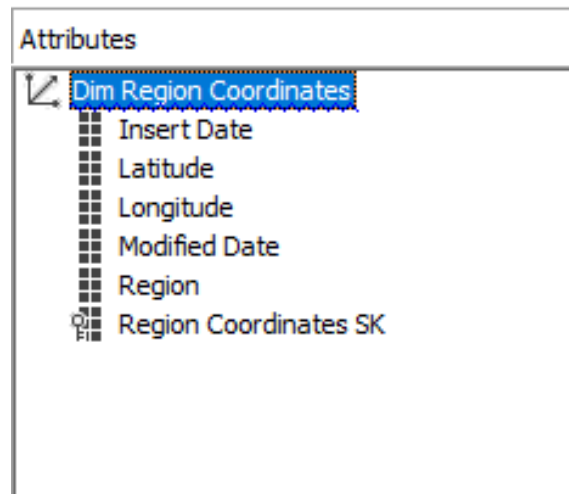 Attributes
Dim Region Coordinates
Insert Date
Latitude
Longitude
Modified Date
Region
Region Coordinates SK